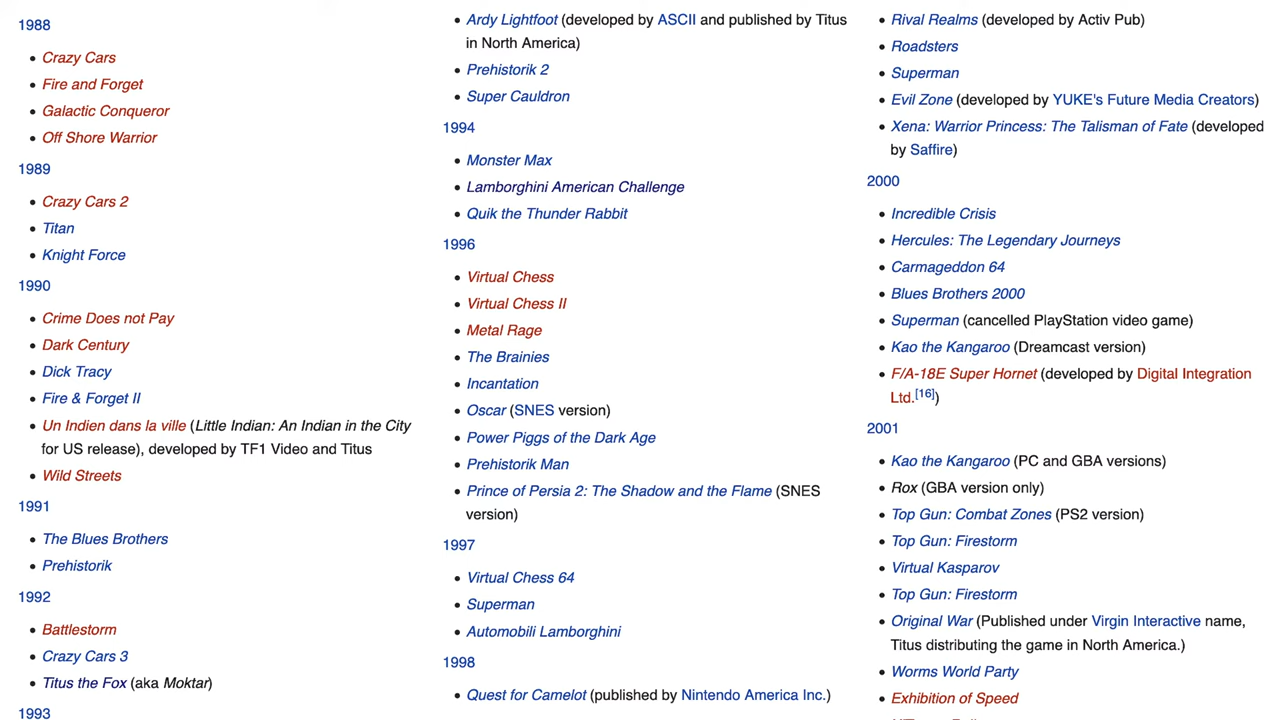 1988
Crazy Cars
Fire and Forget
Galactic Conqueror
Off Shore Warrior
1989
Crazy Cars 2
Titan
Knight Force
1990
Crime Does not Pay
Dark Century
Dick Tracy
Fire & Forget II
Un Indien dans la ville (Little Indian: An Indian in the City
for US release), developed by TF1 Video and Titus
Wild Streets
1991
The Blues Brothers
Prehistorik
1992
Battlestorm
Crazy Cars 3
Titus the Fox (aka Moktar)
1993
Ardy Lightfoot (developed by ASCII and published by Titus
in North America)
Prehistorik 2
Super Cauldron
1994
Monster Max
Lamborghini American Challenge
Quik the Thunder Rabbit
1996
Virtual Chess
Virtual Chess II
Metal Rage
The Brainies
Incantation
Oscar (SNES version)
Power Piggs of the Dark Age
Prehistorik Man
Prince of Persia 2: The Shadow and the Flame (SNES
version)
1997
Virtual Chess 64
Superman
Automobili Lamborghini
1998
Quest for Camelot (published by Nintendo America Inc.)
Rival Realms (developed by Activ Pub)
Roadsters
Superman
Evil Zone (developed by YUKE's Future Media Creators)
Xena: Warrior Princess: The Talisman of Fate (developed
by Saffire)
2000
Incredible Crisis
Hercules: The Legendary Journeys
Carmageddon 64
Blues Brothers 2000
Superman (cancelled PlayStation video game)
Kao the Kangaroo (Dreamcast version)
F/A-18E Super Hornet (developed by Digital Integration
Ltd.[16])
2001
Kao the Kangaroo (PC and GBA versions)
Rox (GBA version only)
Top Gun: Combat Zones (PS2 version)
Top Gun: Firestorm
Virtual Kasparov
Top Gun: Firestorm
Original War (Published under Virgin Interactive name,
Titus distributing the game in North America.)
Worms World Party
Exhibition of Speed